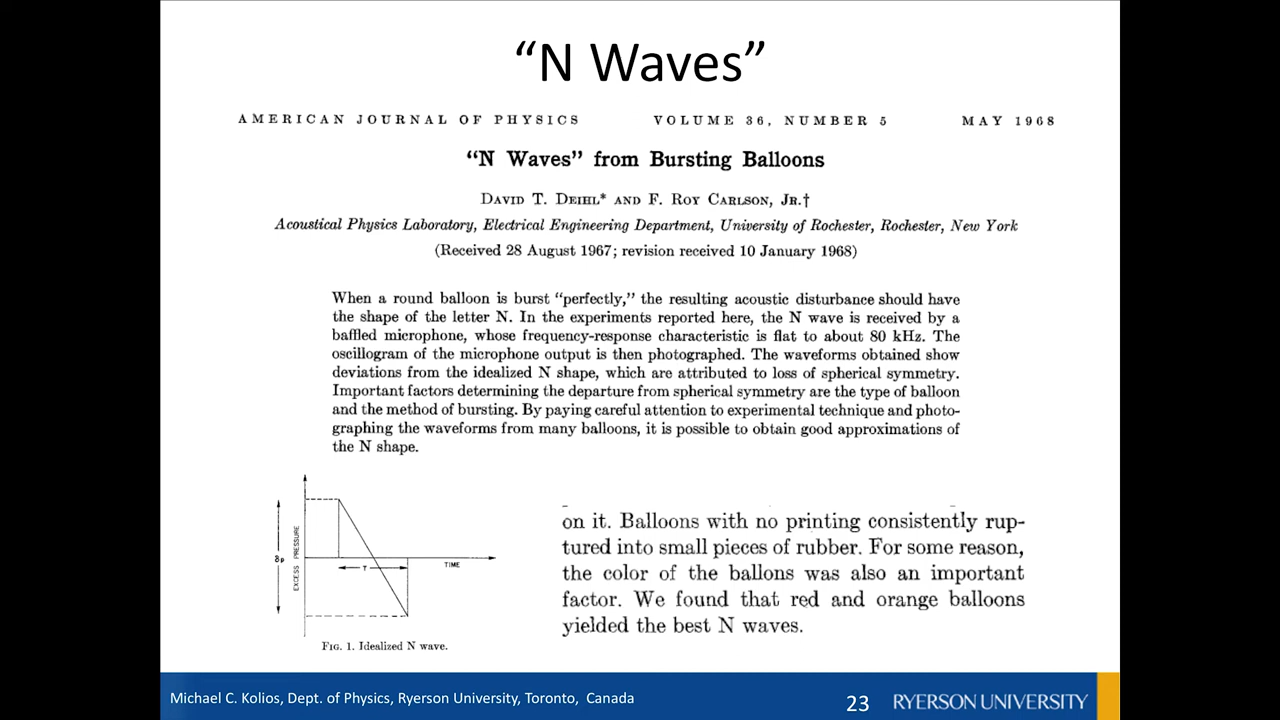 “N Waves”
AMERICAN JOURNAL OF PHYSICS VOLUME 36, NUMBER 5 MAY 1968
“N Waves” from Bursting Balloons
David T. Deihl* and F. Roy Carlson, Jr.†
Acoustical Physics Laboratory, Electrical Engineering Department, University of Rochester, Rochester, New York
(Received 28 August 1967; revision received 10 January 1968)
When a round balloon is burst “perfectly,” the resulting acoustic disturbance should have
the shape of the letter N. In the experiments reported here, the N wave is received by a
baffled microphone, whose frequency-response characteristic is flat to about 80 kHz. The
oscillogram of the microphone output is then photographed. The waveforms obtained show
deviations from the idealized N shape, which are attributed to loss of spherical symmetry.
Important factors determining the departure from spherical symmetry are the type of balloon
and the method of bursting. By paying careful attention to experimental technique and photo-
graphing the waveforms from many balloons, it is possible to obtain good approximations of
the N shape.
δp
EXCESS PRESSURE
T
TIME
Fig. 1. Idealized N wave.
on it. Balloons with no printing consistently rup-
tured into small pieces of rubber. For some reason,
the color of the ballons was also an important
factor. We found that red and orange balloons
yielded the best N waves.
Michael C. Kolios, Dept. of Physics, Ryerson University, Toronto, Canada
23
RYERSON UNIVERSITY